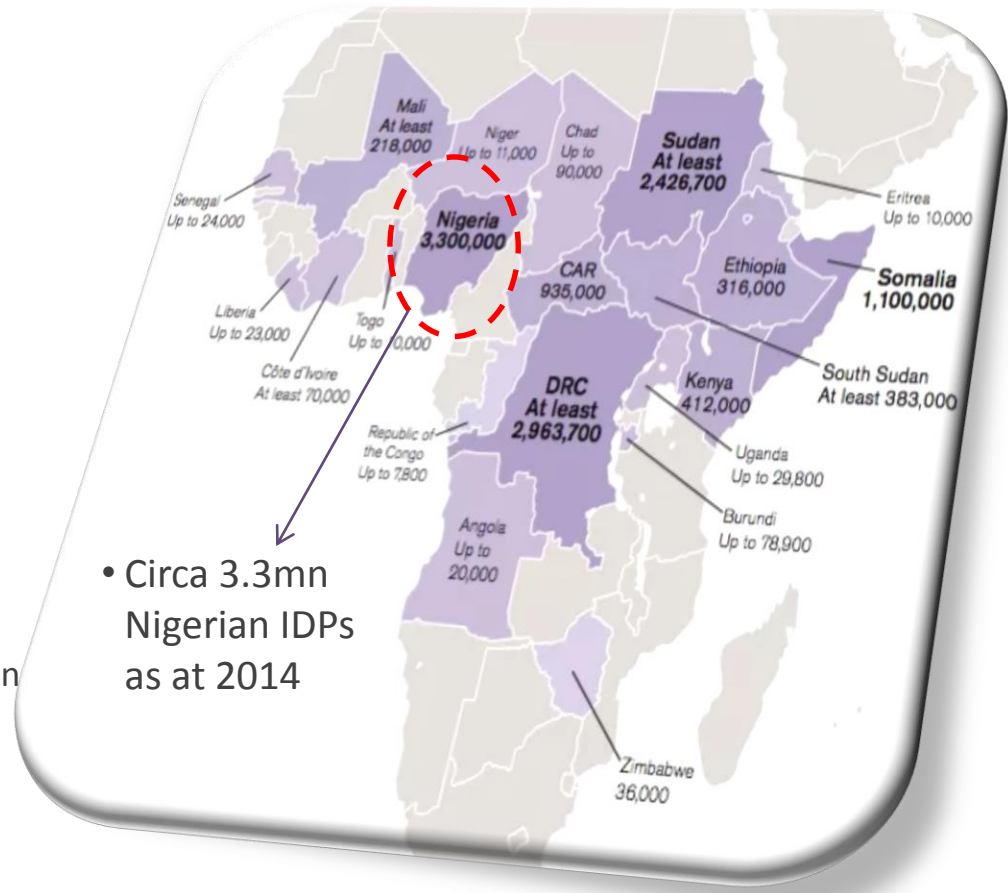 Mali
At least
218,000
Niger
Up to 11,000
Chad
Up to
90,000
Sudan
At least
2,426,700
Eritrea
Up to 10,000
Senegal
Up to 24,000
Nigeria
3,300,000
CAR
935,000
Ethiopia
316,000
Somalia
1,100,000
Liberia
Up to 23,000
Togo
Up to 0,000
Côte d'Ivoire
At least 70,000
DRC
At least
2,963,700
Kenya
412,000
South Sudan
At least 383,000
Republic of
the Congo
Up to 7,800
Uganda
Up to 29,800
Burundi
Up to 78,900
Angola
Up to
20,000
• Circa 3.3mn
Nigerian IDPs
as at 2014
n
Zimbabwe
36,000